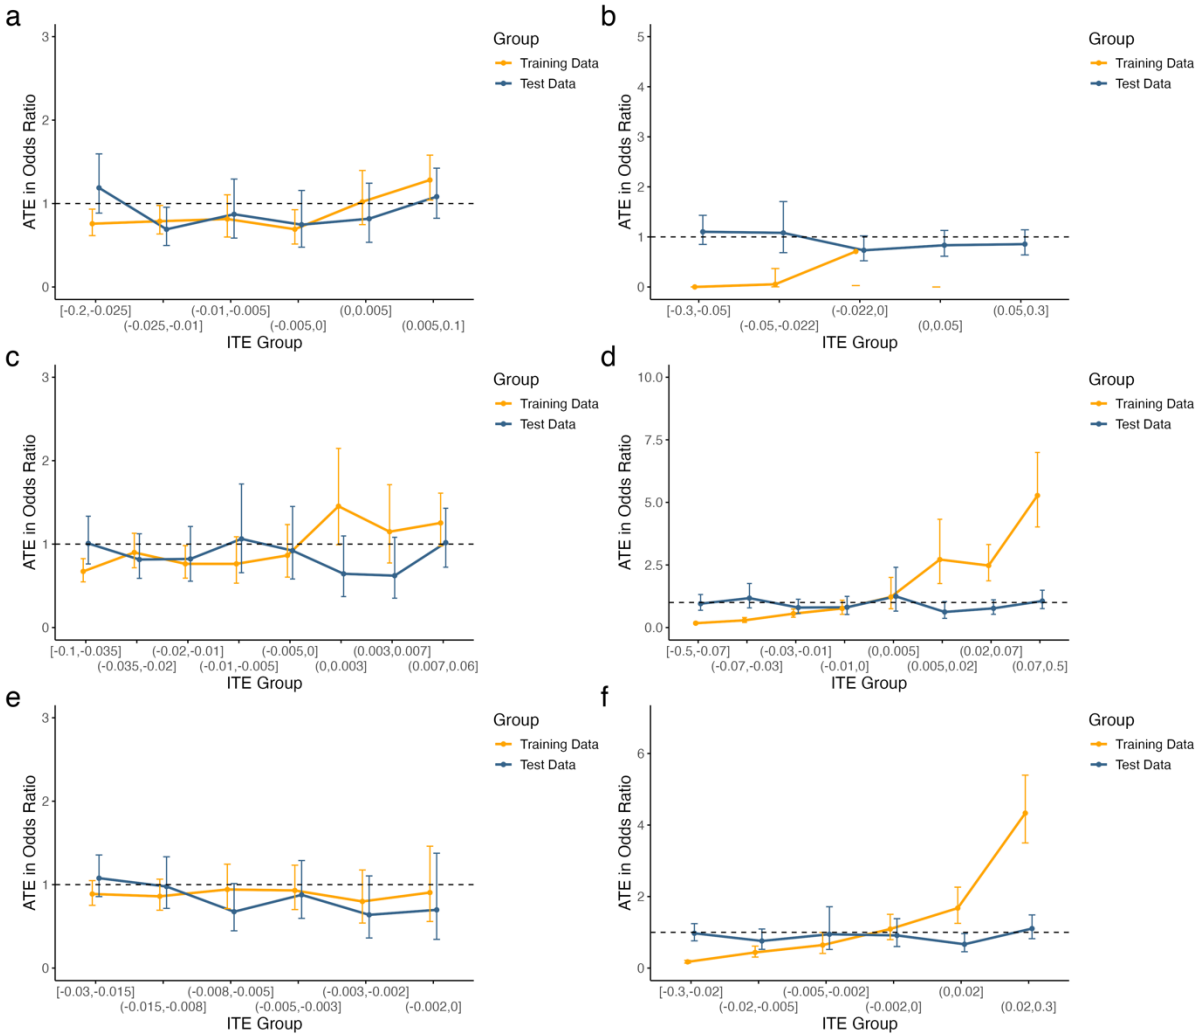 a
3
2
1
0
ATE in Odds Ratio
[-0.2,-0.025]
(-0.025,-0.01]
(-0.01,-0.005]
(-0.005,0]
(0,0.005]
(0.005,0.1]
ITE Group
Group
Training Data
Test Data
b
5
4
3
2
1
0
ATE in Odds Ratio
[-0.3,-0.05]
(-0.05,-0.022]
(-0.022,0]
(0,0.05]
(0.05,0.3]
ITE Group
Group
Training Data
Test Data
c
3
2
1
0
ATE in Odds Ratio
[-0.1,-0.035]
(-0.035,-0.02]
(-0.02,-0.01]
(-0.01,-0.005]
(-0.005,0]
(0,0.003]
(0.003,0.007]
(0.007,0.06]
ITE Group
Group
Training Data
Test Data
d
10.0
7.5
5.0
2.5
0.0
ATE in Odds Ratio
[-0.5,-0.07]
(-0.07,-0.03]
(-0.03,-0.01]
(-0.01,0]
(0,0.005]
(0.005,0.02]
(0.02,0.07]
(0.07,0.5]
ITE Group
Group
Training Data
Test Data
e
3
2
1
0
ATE in Odds Ratio
[-0.03,-0.015]
(-0.015,-0.008]
(-0.008,-0.005]
(-0.005,-0.003]
(-0.003,-0.002]
(-0.002,0]
ITE Group
Group
Training Data
Test Data
f
6
4
2
0
ATE in Odds Ratio
[-0.3,-0.02]
(-0.02,-0.005]
(-0.005,-0.002]
(-0.002,0]
(0,0.02]
(0.02,0.3]
ITE Group
Group
Training Data
Test Data